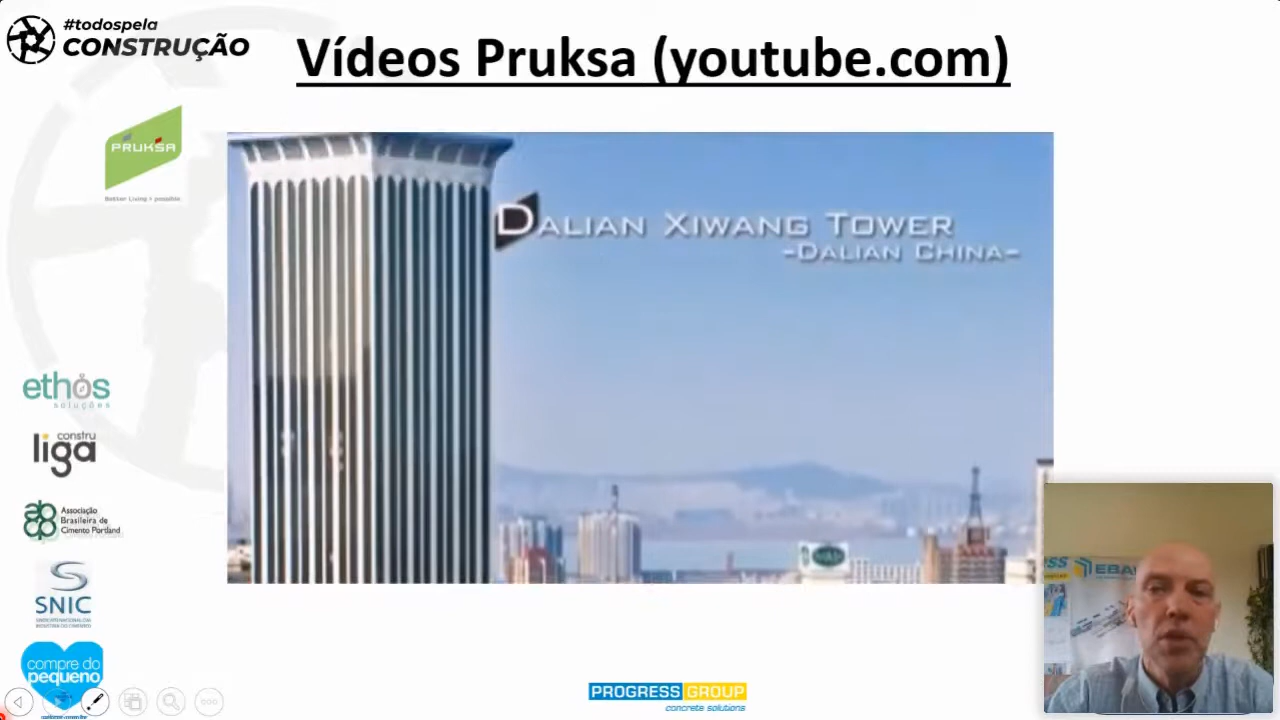 #todospela
CONSTRUÇÃO
Vídeos Pruksa (youtube.com)
PRUKSA
DALIAN XIWANG TOWER
-DALIAN CHINA-
ethos
soluções
constru
liga
Associação
Brasileira de
Cimento Portland
SNIC
compre do
pequeno
PROGRESS GROUP
concrete solutions